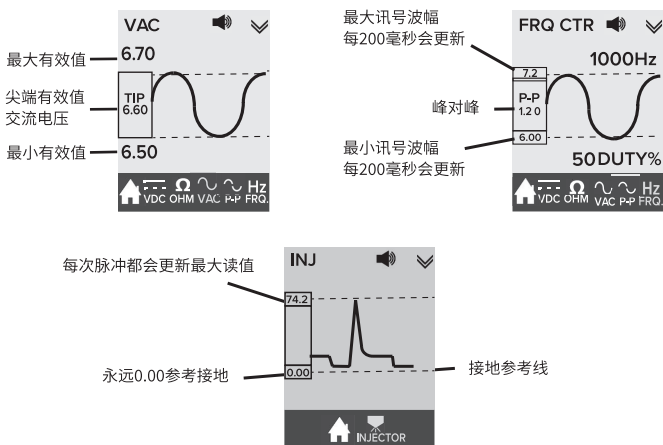 VAC
最大有效值
6.70
尖端有效值
交流电压
TIP
6.60
最小有效值
6.50
VDC
Ω
OHM
VAC
P-P
Hz
FRQ.
最大讯号波幅
每200毫秒会更新
FRQ CTR
1000Hz
7.2
峰对峰
P-P
1.2 0
最小讯号波幅
每200毫秒会更新
6.00
50 DUTY%
VDC
Ω
OHM
VAC
P-P
Hz
FRQ.
每次脉冲都会更新最大读值
INJ
74.2
永远0.00参考接地
0.00
接地参考线
INJECTOR